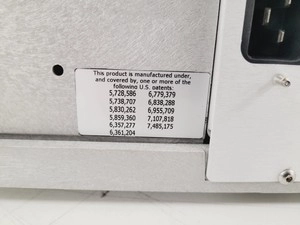 This product is manufactured under,
and covered by, one or more of the
following U.S. patents:
5,728,586 6,779,379
5,738,707 6,838,288
5,830,262 6,955,709
5,859,360 7,107,818
6,357,277 7,485,175
6,361,204